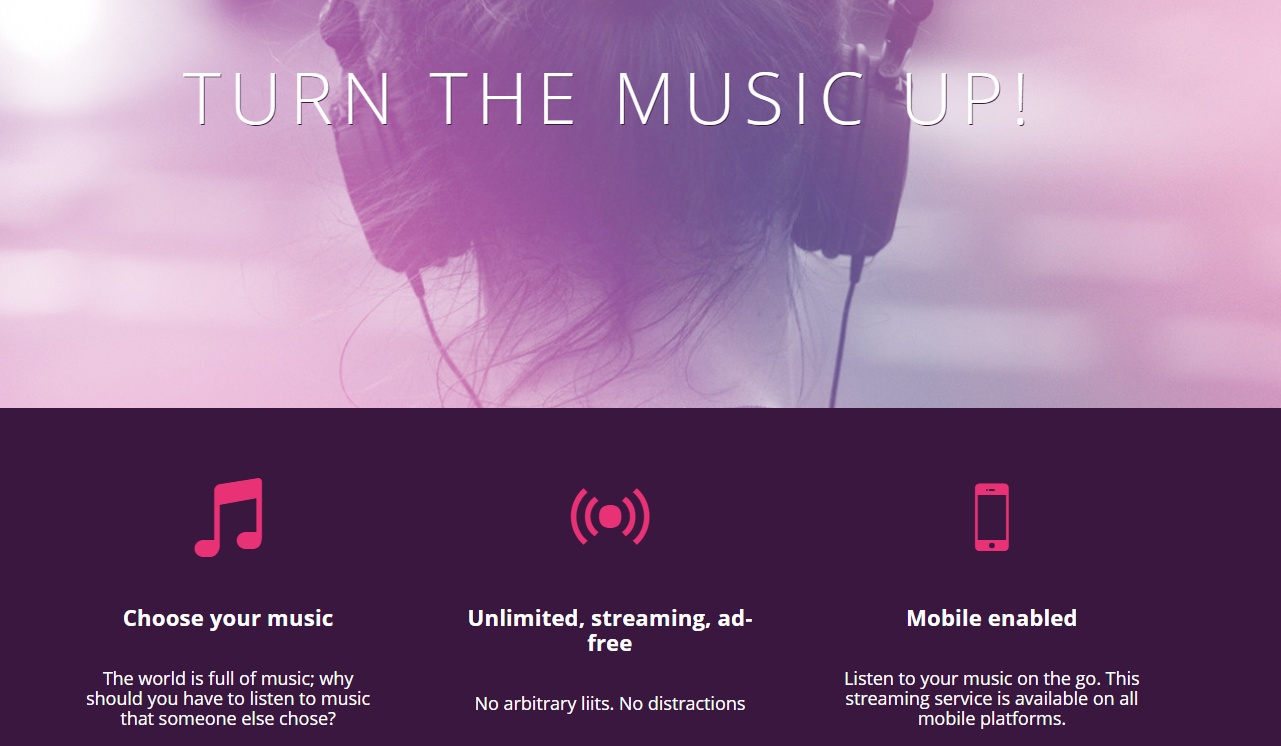 TURN THE MUSIC UP!
Choose your music
Unlimited, streaming, ad-
free
Mobile enabled
The world is full of music; why
should you have to listen to music
that someone else chose?
No arbitrary liits. No distractions
Listen to your music on the go. This
streaming service is available on all
mobile platforms.